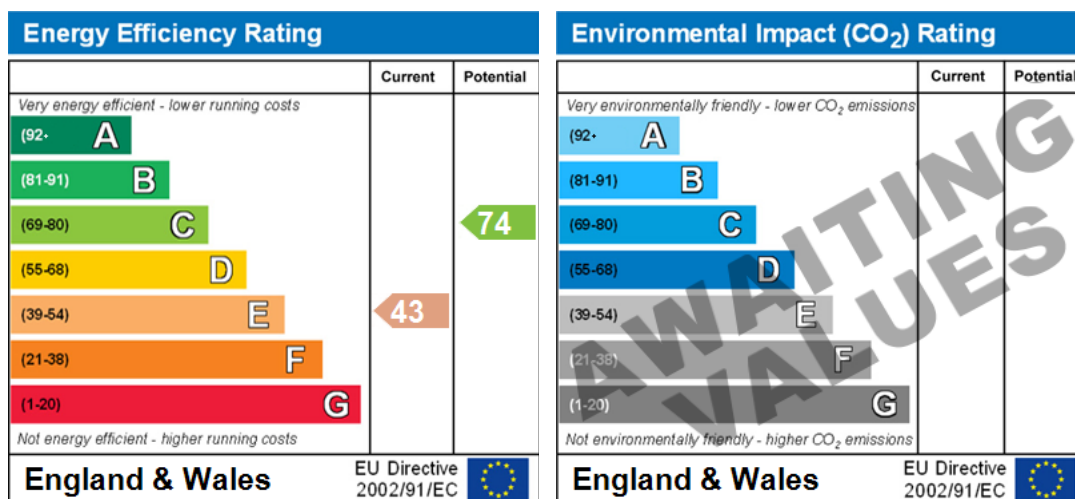 Energy Efficiency Rating
Current Potential
Very energy efficient - lower running costs
(92+ A
(81-91) B
(69-80) C
74
(55-68) D
(39-54) E
43
(21-38) F
(1-20) G
Not energy efficient - higher running costs
England & Wales
EU Directive
2002/91/EC
Environmental Impact (CO₂) Rating
Current Potential
Very environmentally friendly - lower CO₂ emissions
(92+ A
(81-91) B
(69-80) C
(55-68) D
(39-54) E
(21-38) F
(1-20) G
AWAITING
VALUES
Not environmentally friendly - higher CO₂ emissions
England & Wales
EU Directive
2002/91/EC